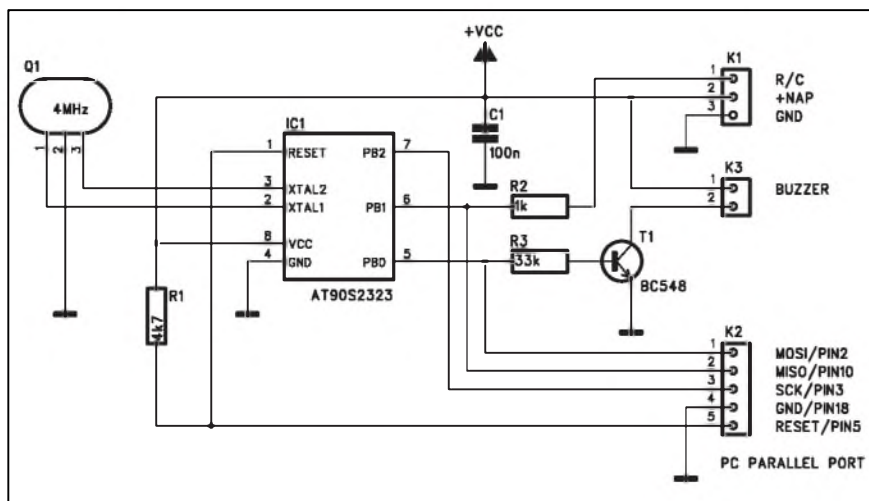 +VCC
Q1
4MHz
1 2 3
K1
1 R/C
2 +NAP
3 GND
C1
100n
IC1
1 RESET PB2 7
3 XTAL2
2 XTAL1 PB1 6
8 VCC
4 GND PB0 5
AT90S2323
R2
1k
R3
33k
K3
1 BUZZER
2
T1
BC548
R1
4k7
K2
1 MOSI/PIN2
2 MISO/PIN10
3 SCK/PIN3
4 GND/PIN18
5 RESET/PIN5
PC PARALLEL PORT